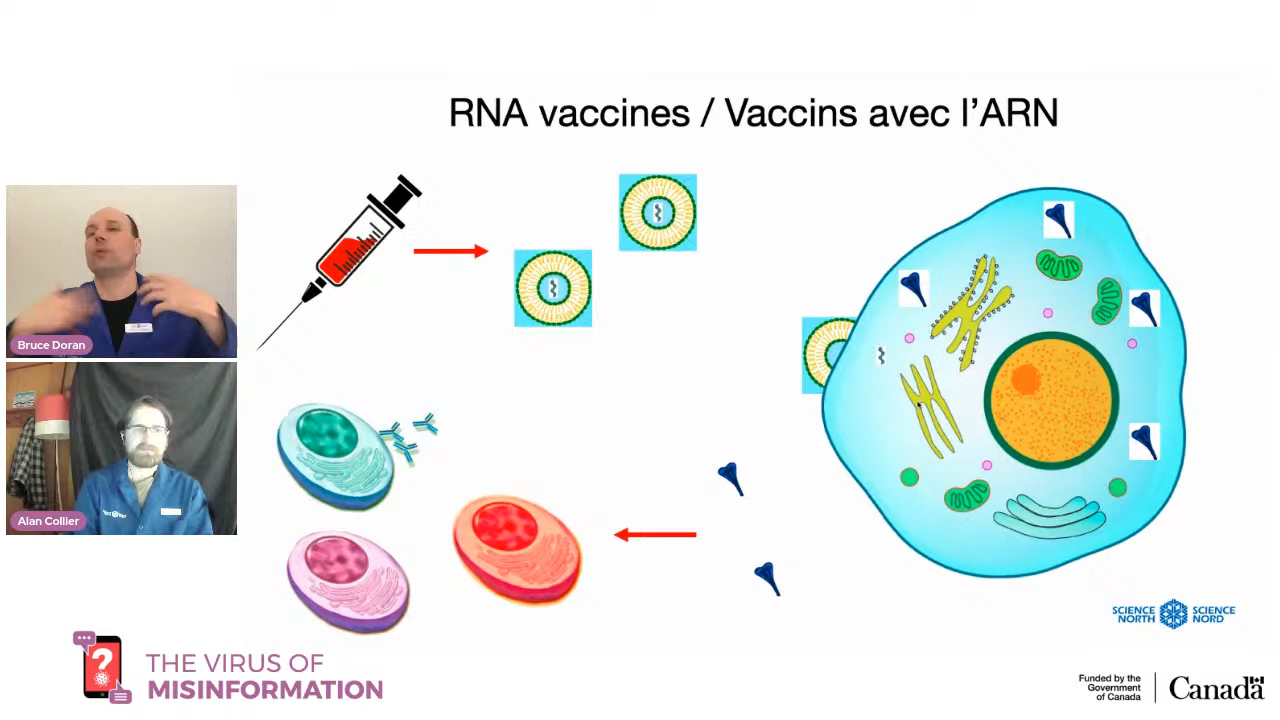 RNA vaccines / Vaccins avec l'ARN
Bruce Doran
Alan Collier
SCIENCE NORTH
SCIENCE NORD
THE VIRUS OF
MISINFORMATION
Funded by the
Government
of Canada
Canada
?